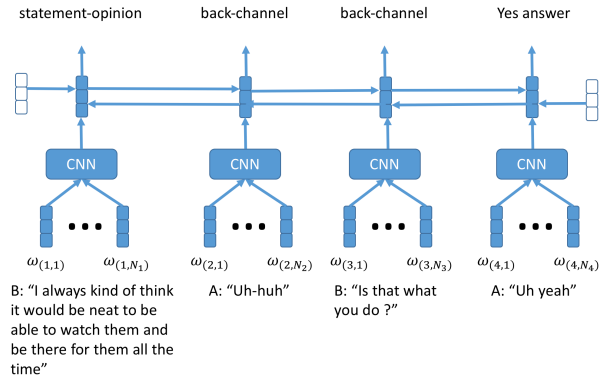 statement-opinion back-channel back-channel Yes answer
CNN CNN CNN CNN
ω(1,1) ω(1,N1) ω(2,1) ω(2,N2) ω(3,1) ω(3,N3) ω(4,1) ω(4,N4)
B: “I always kind of think
it would be neat to be
able to watch them and
be there for them all the
time”
A: “Uh-huh”
B: “Is that what
you do ?”
A: “Uh yeah”